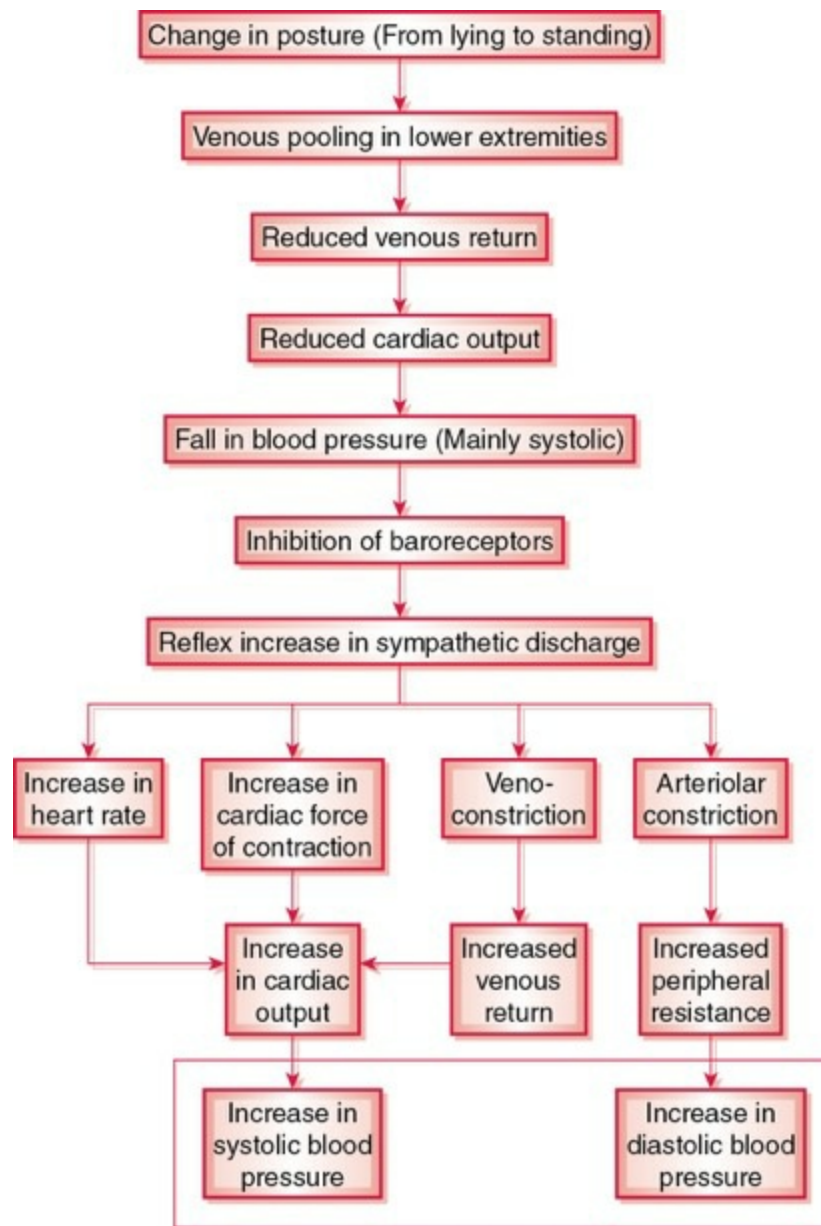 Change in posture (From lying to standing)
Venous pooling in lower extremities
Reduced venous return
Reduced cardiac output
Fall in blood pressure (Mainly systolic)
Inhibition of baroreceptors
Reflex increase in sympathetic discharge
Increase in
heart rate
Increase in
cardiac force
of contraction
Veno-
constriction
Arteriolar
constriction
Increase
in cardiac
output
Increased
venous
return
Increased
peripheral
resistance
Increase in
systolic blood
pressure
Increase in
diastolic blood
pressure